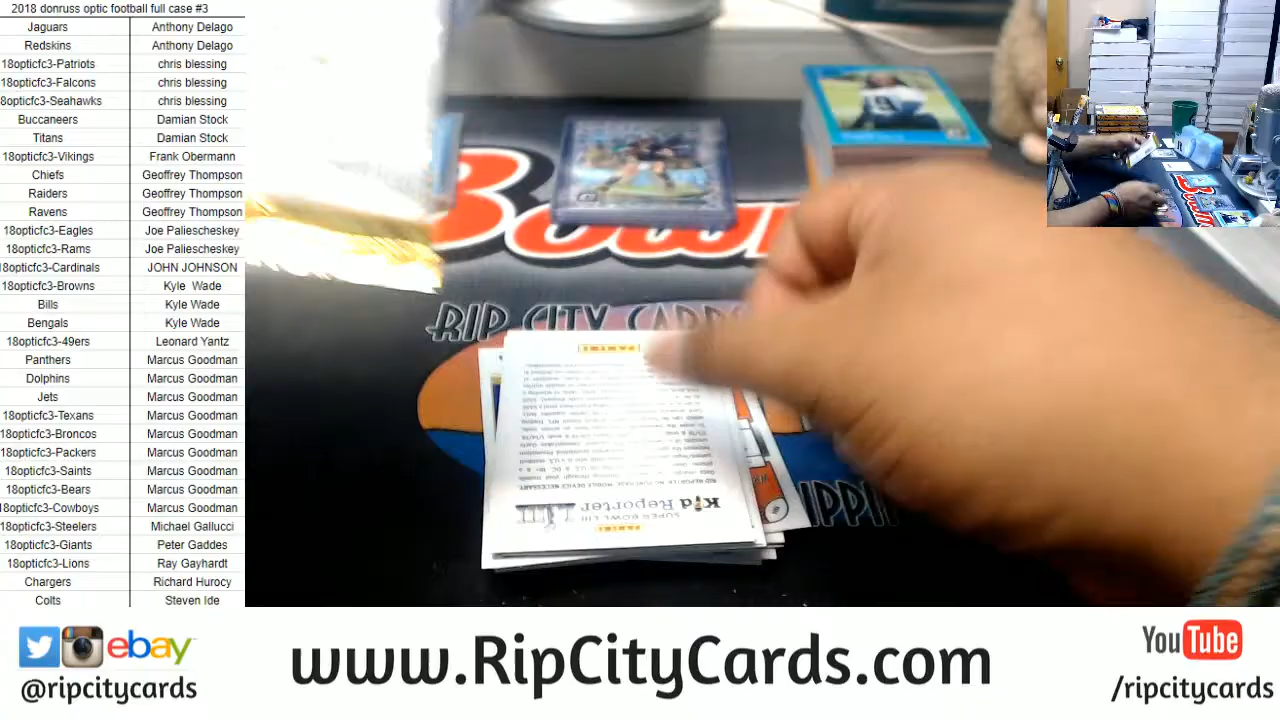 2018 donruss optic football full case #3
Jaguars Anthony Delago
Redskins Anthony Delago
18opticfc3-Patriots chris blessing
18opticfc3-Falcons chris blessing
8opticfc3-Seahawks chris blessing
Buccaneers Damian Stock
Titans Damian Stock
18opticfc3-Vikings Frank Obermann
Chiefs Geoffrey Thompson
Raiders Geoffrey Thompson
Ravens Geoffrey Thompson
18opticfc3-Eagles Joe Paliescheskey
18opticfc3-Rams Joe Paliescheskey
18opticfc3-Cardinals JOHN JOHNSON
18opticfc3-Browns Kyle Wade
Bills Kyle Wade
Bengals Kyle Wade
18opticfc3-49ers Leonard Yantz
Panthers Marcus Goodman
Dolphins Marcus Goodman
Jets Marcus Goodman
18opticfc3-Texans Marcus Goodman
18opticfc3-Broncos Marcus Goodman
18opticfc3-Packers Marcus Goodman
18opticfc3-Saints Marcus Goodman
18opticfc3-Bears Marcus Goodman
18opticfc3-Cowboys Marcus Goodman
18opticfc3-Steelers Michael Gallucci
18opticfc3-Giants Peter Gaddes
18opticfc3-Lions Ray Gayhardt
Chargers Richard Hurocy
Colts Steven Ide
RIP CITY CARDS
PANINI
SUPER BOWL LIII
Kid Reporter
PANINI
ebay
@ripcitycards
www.RipCityCards.com
YouTube
/ripcitycards